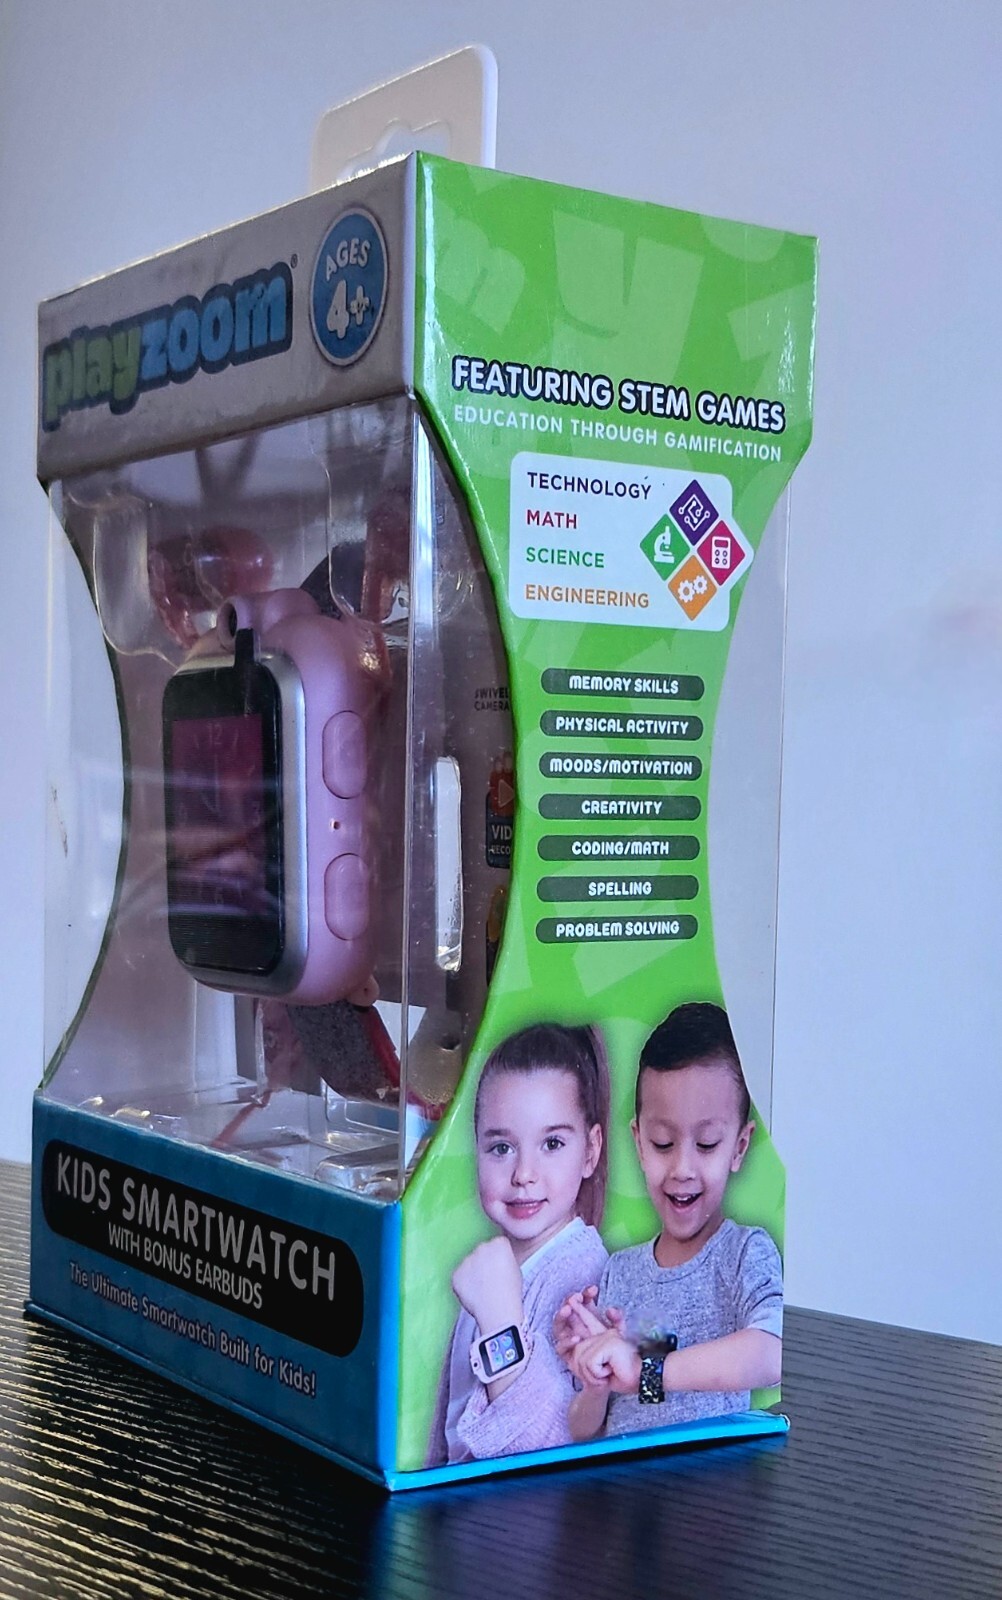 playzoom®
AGES
4+
SWIVEL
CAMERA
VID
RECO
KIDS SMARTWATCH
WITH BONUS EARBUDS
The Ultimate Smartwatch Built for Kids!
FEATURING STEM GAMES
EDUCATION THROUGH GAMIFICATION
TECHNOLOGY
MATH
SCIENCE
ENGINEERING
MEMORY SKILLS
PHYSICAL ACTIVITY
MOODS/MOTIVATION
CREATIVITY
CODING/MATH
SPELLING
PROBLEM SOLVING